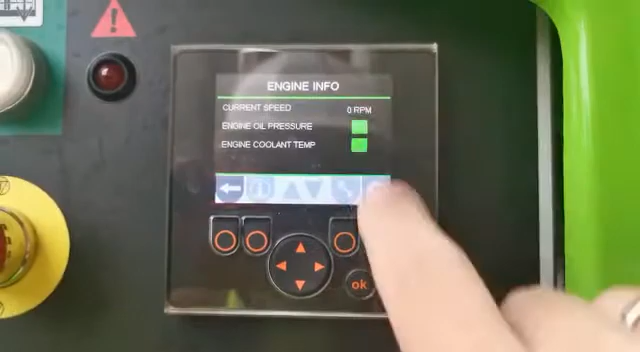 ENGINE INFO
CURRENT SPEED 0 RPM
ENGINE OIL PRESSURE
ENGINE COOLANT TEMP
ok